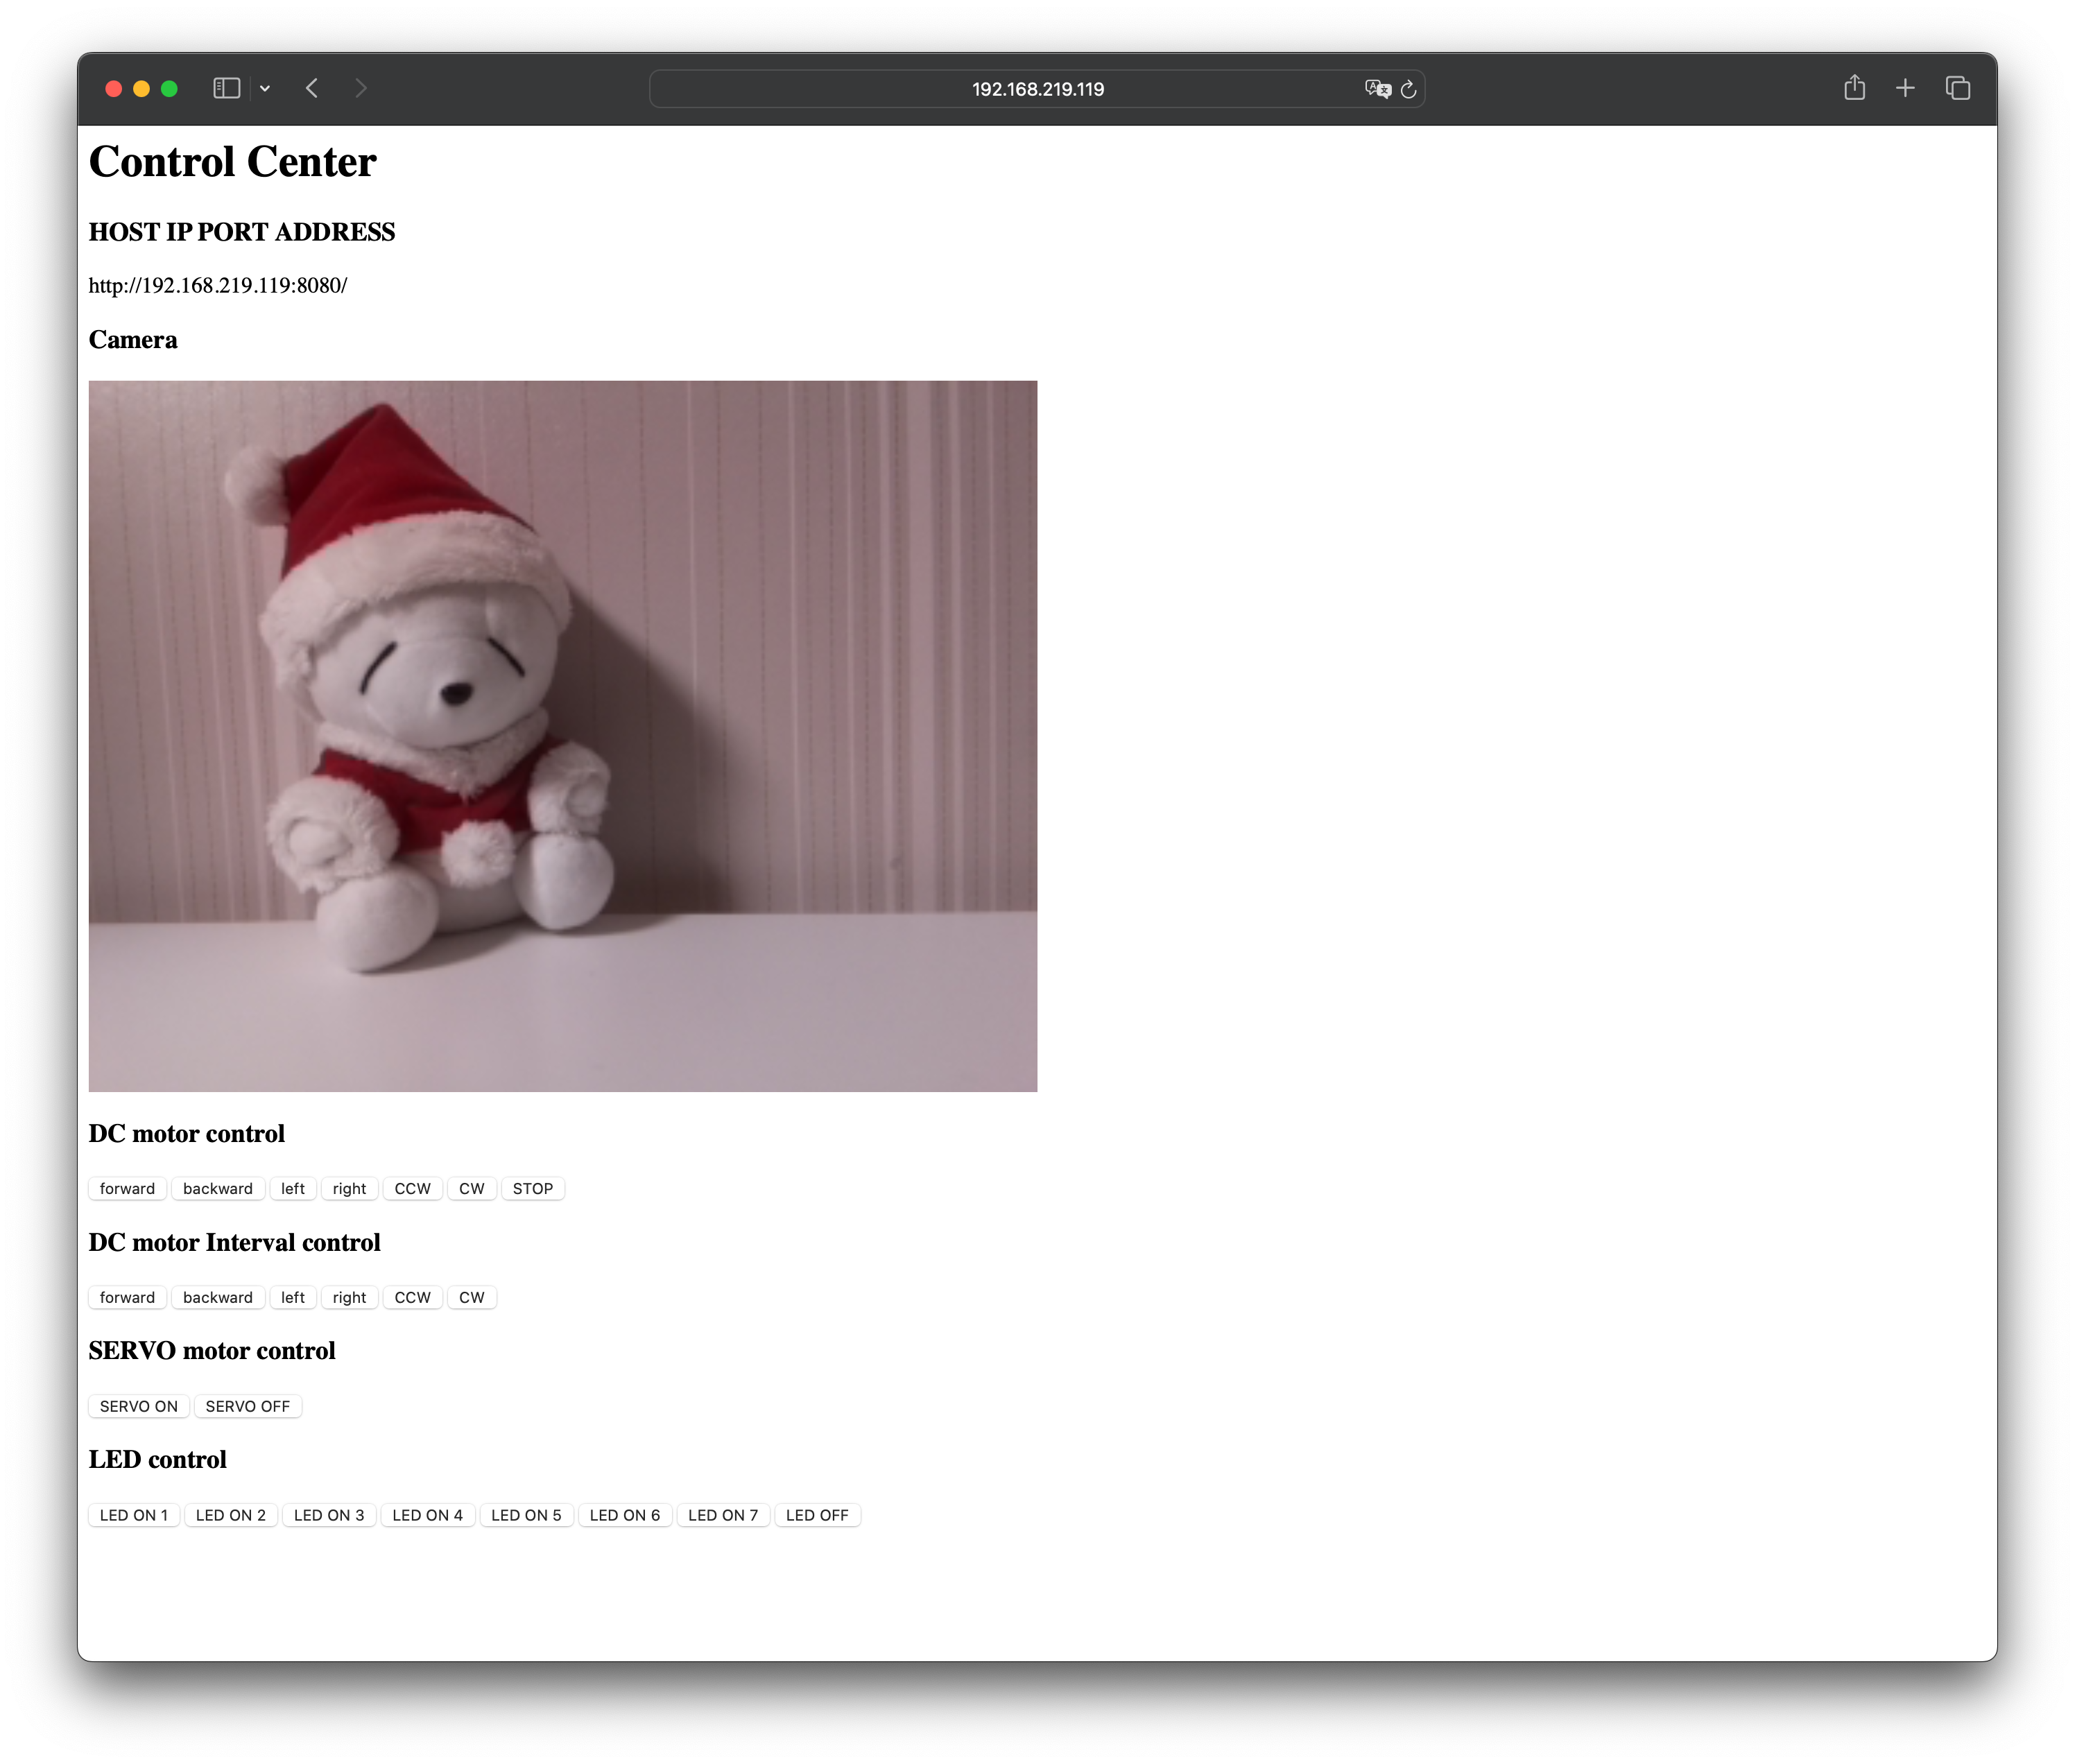 192.168.219.119
Control Center
HOST IP PORT ADDRESS
http://192.168.219.119:8080/
Camera
DC motor control
forward backward left right CCW CW STOP
DC motor Interval control
forward backward left right CCW CW
SERVO motor control
SERVO ON SERVO OFF
LED control
LED ON 1 LED ON 2 LED ON 3 LED ON 4 LED ON 5 LED ON 6 LED ON 7 LED OFF